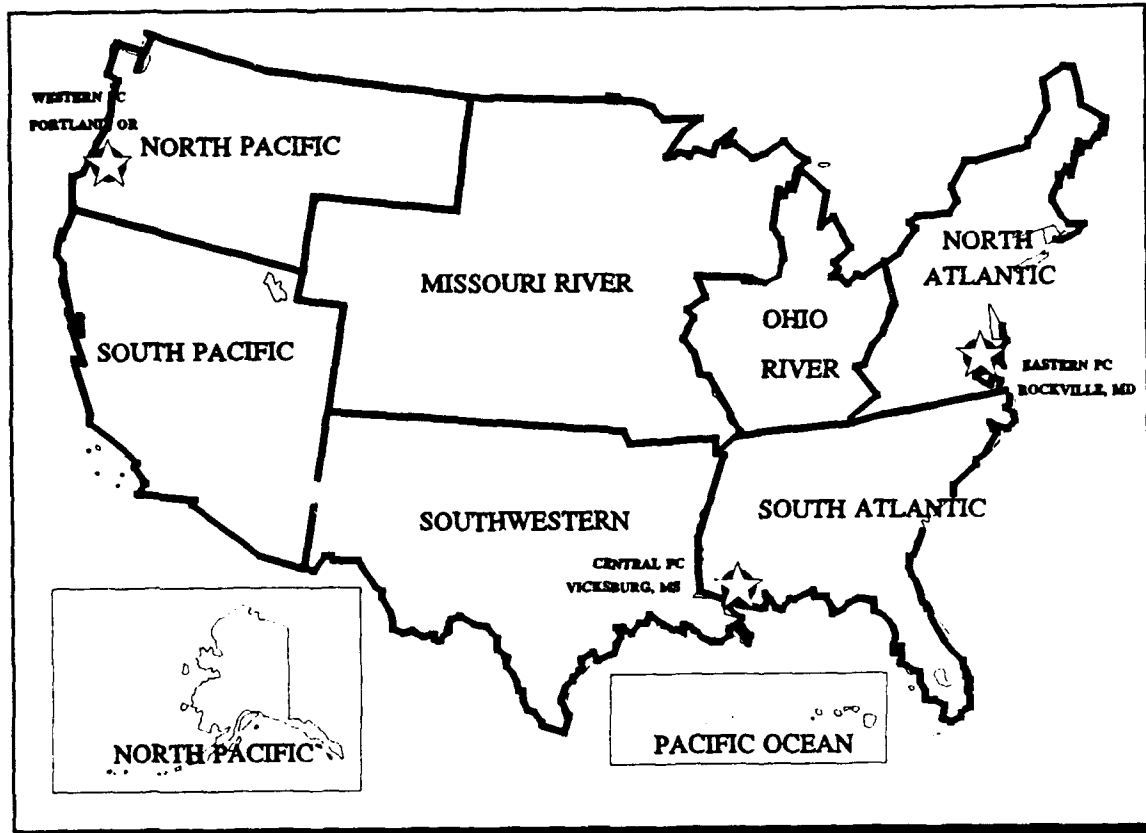 WESTERN PC
PORTLAND, OR
NORTH PACIFIC
NORTH
ATLANTIC
MISSOURI RIVER
OHIO
RIVER
SOUTH PACIFIC
EASTERN PC
ROCKVILLE, MD
SOUTHWESTERN
SOUTH ATLANTIC
CENTRAL PC
VICKSBURG, MS
NORTH PACIFIC
PACIFIC OCEAN